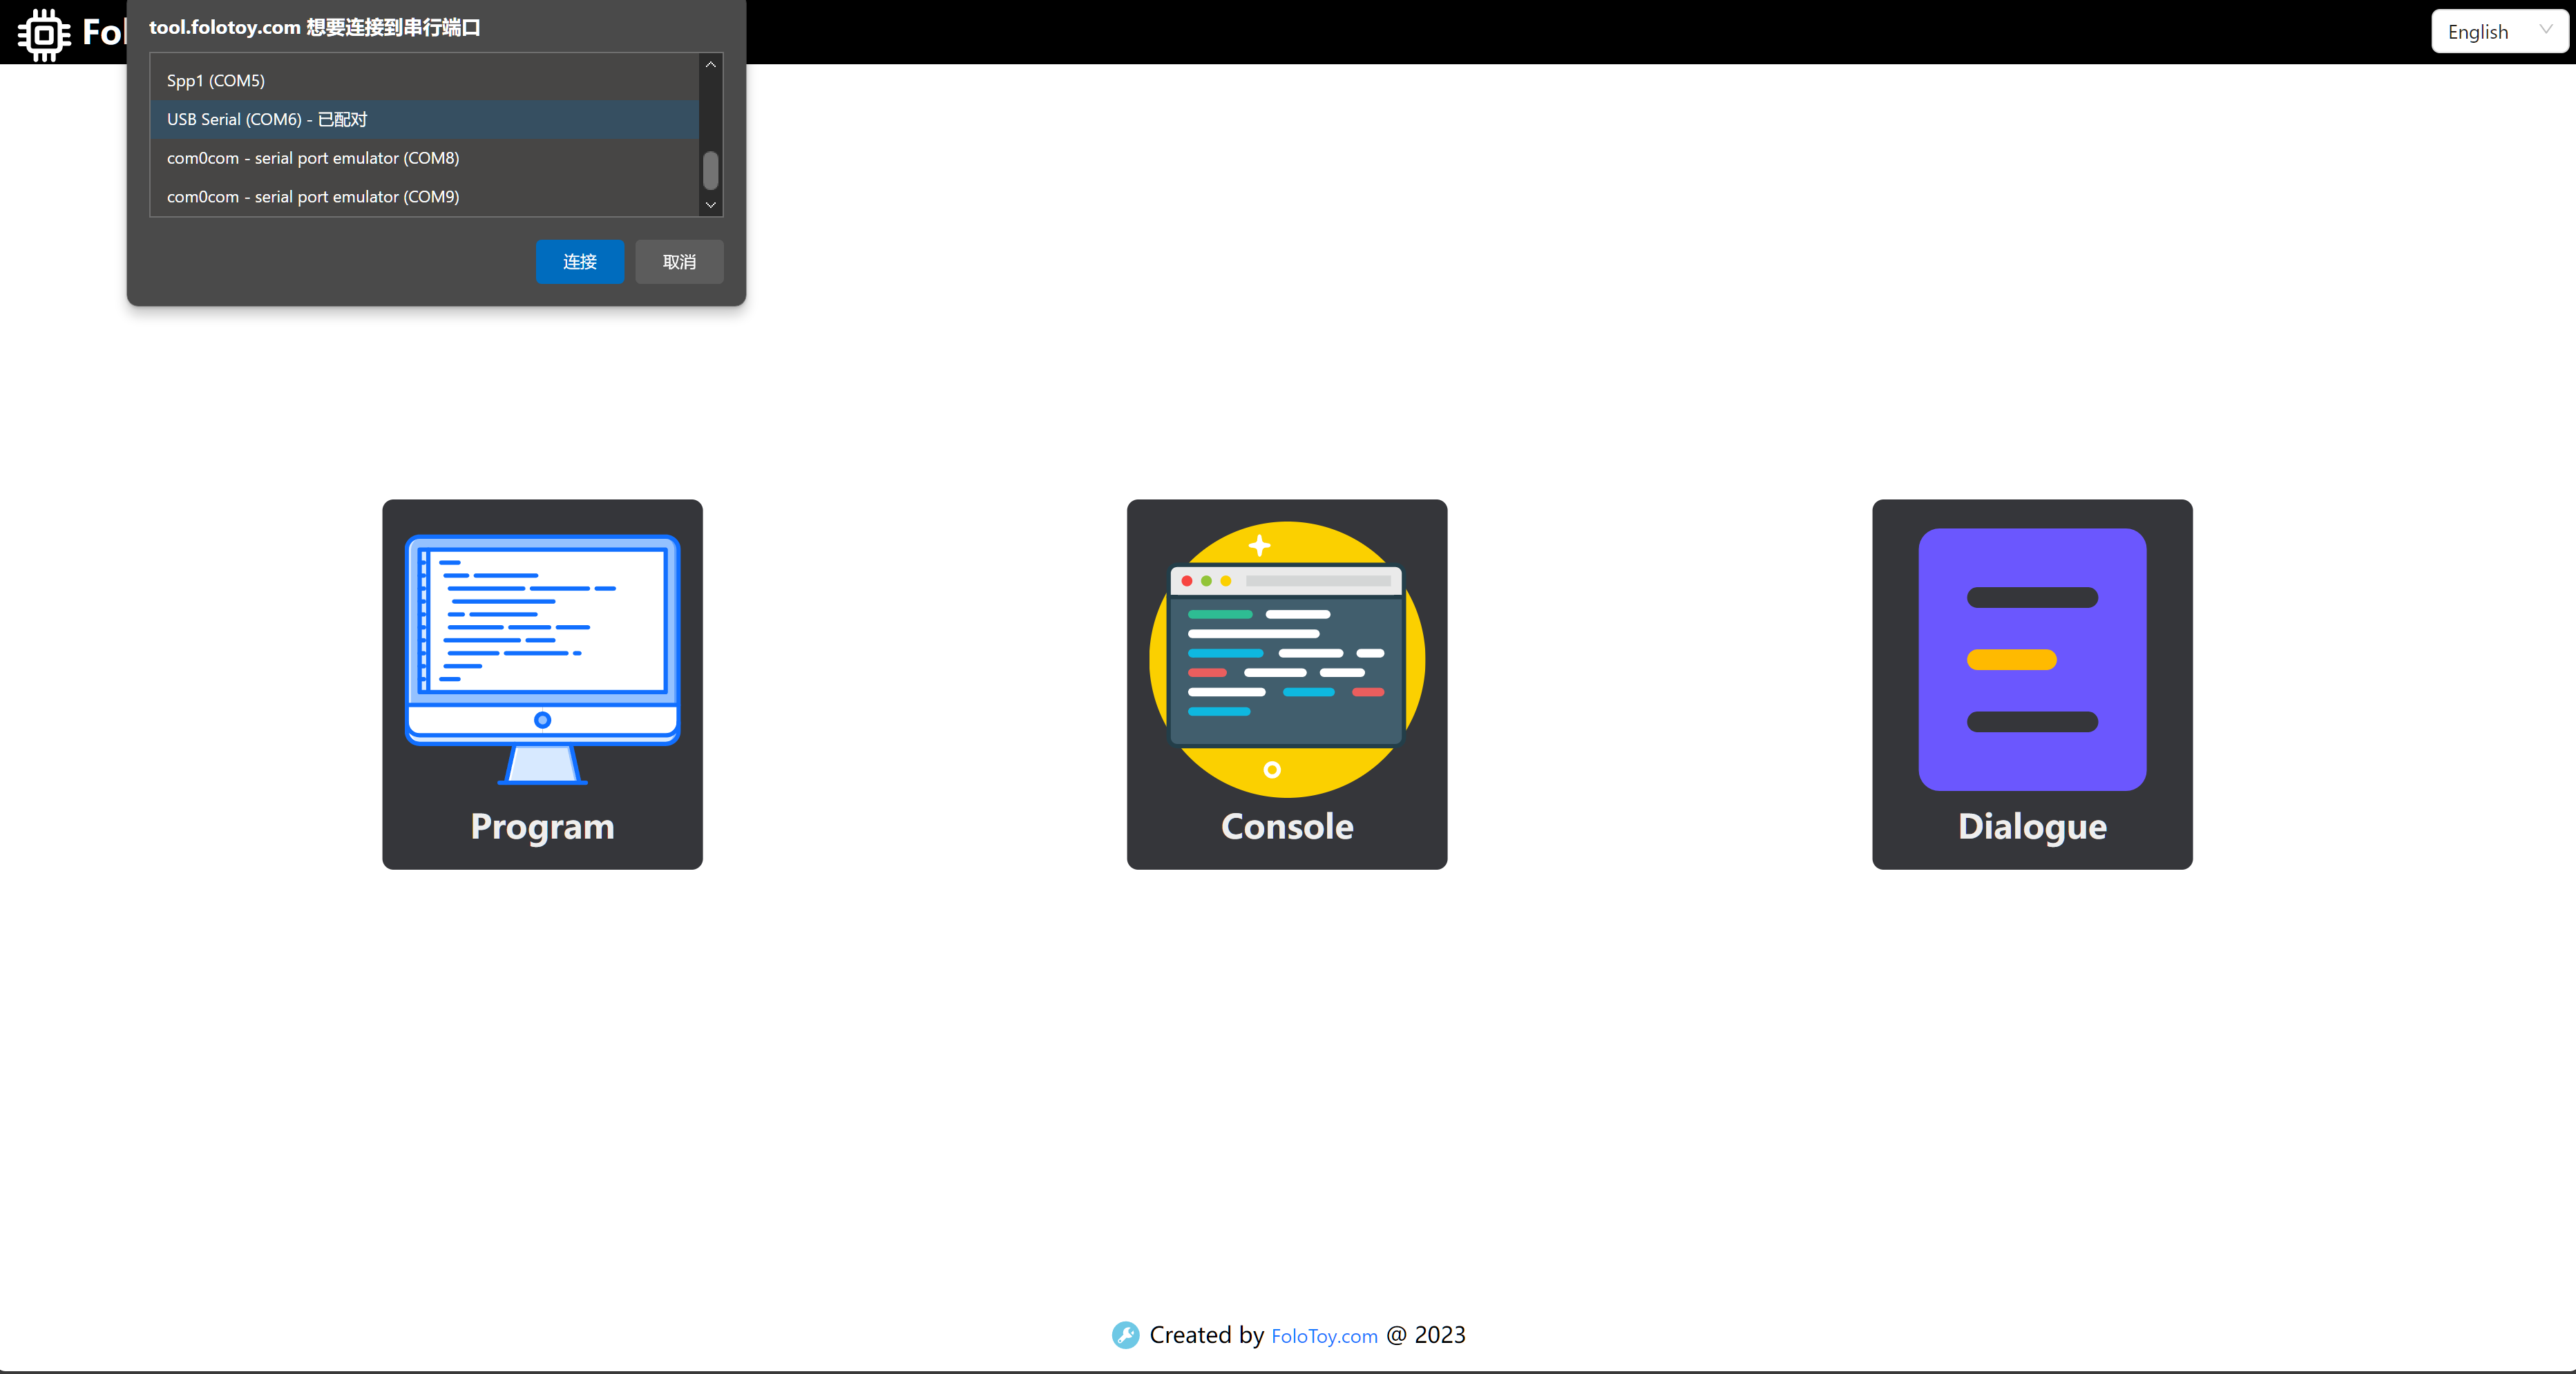 tool.folotoy.com 想要连接到串行端口
English
Spp1 (COM5)
USB Serial (COM6) - 已配对
com0com - serial port emulator (COM8)
com0com - serial port emulator (COM9)
连接 取消
Program
Console
Dialogue
Created by FoloToy.com @ 2023